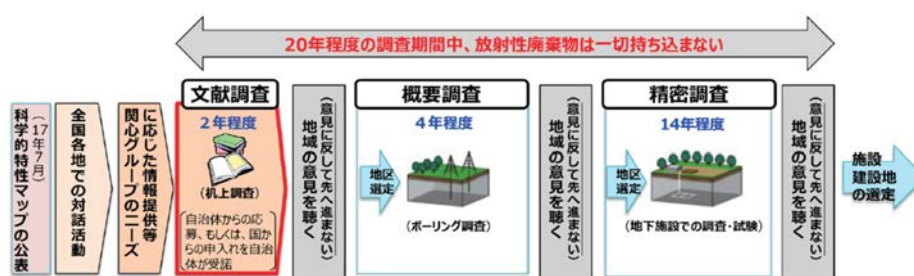 20年程度の調査期間中、放射性廃棄物は一切持ち込まない
科学的特性マップの公表
（17年7月）
全国各地での対話活動
関心グループのニーズ
に応じた情報提供等
文献調査
2年程度
（机上調査）
自治体からの応
募、もしくは、国か
らの申入れを自治
体が受諾
地域の意見を聴く
（意見に反して先へ進まない）
概要調査
4年程度
地区
選定
（ボーリング調査）
地域の意見を聴く
（意見に反して先へ進まない）
精密調査
14年程度
地区
選定
（地下施設での調査・試験）
地域の意見を聴く
（意見に反して先へ進まない）
施設
建設地
の選定